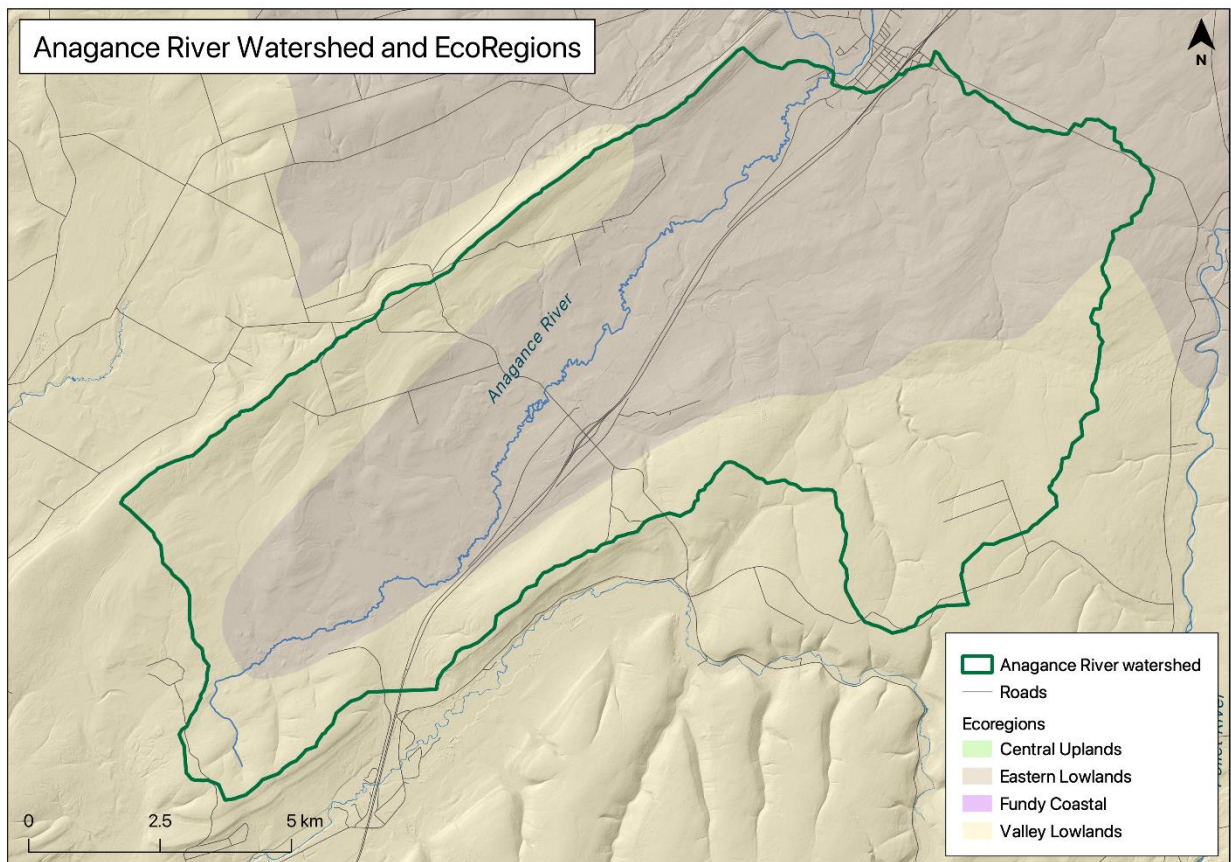 Anagance River Watershed and EcoRegions
N
Anagance River
Anagance River watershed
Roads
Ecoregions
Central Uplands
Eastern Lowlands
Fundy Coastal
Valley Lowlands
0 2.5 5 km